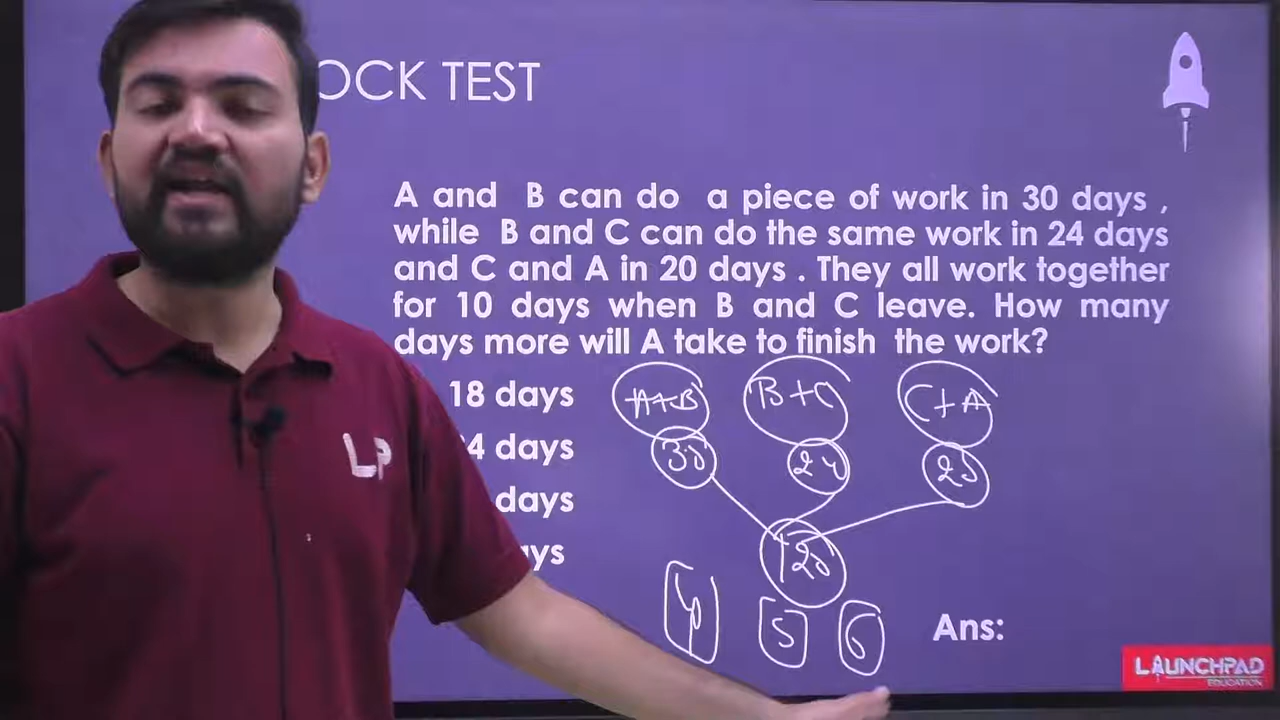 OCK TEST
A and B can do a piece of work in 30 days ,
while B and C can do the same work in 24 days
and C and A in 20 days . They all work together
for 10 days when B and C leave. How many
days more will A take to finish the work?
18 days
4 days
days
ays
A+B B+C C+A
30 24 20
120
4 5 6
Ans:
LP
LAUNCHPAD
EDUCATION